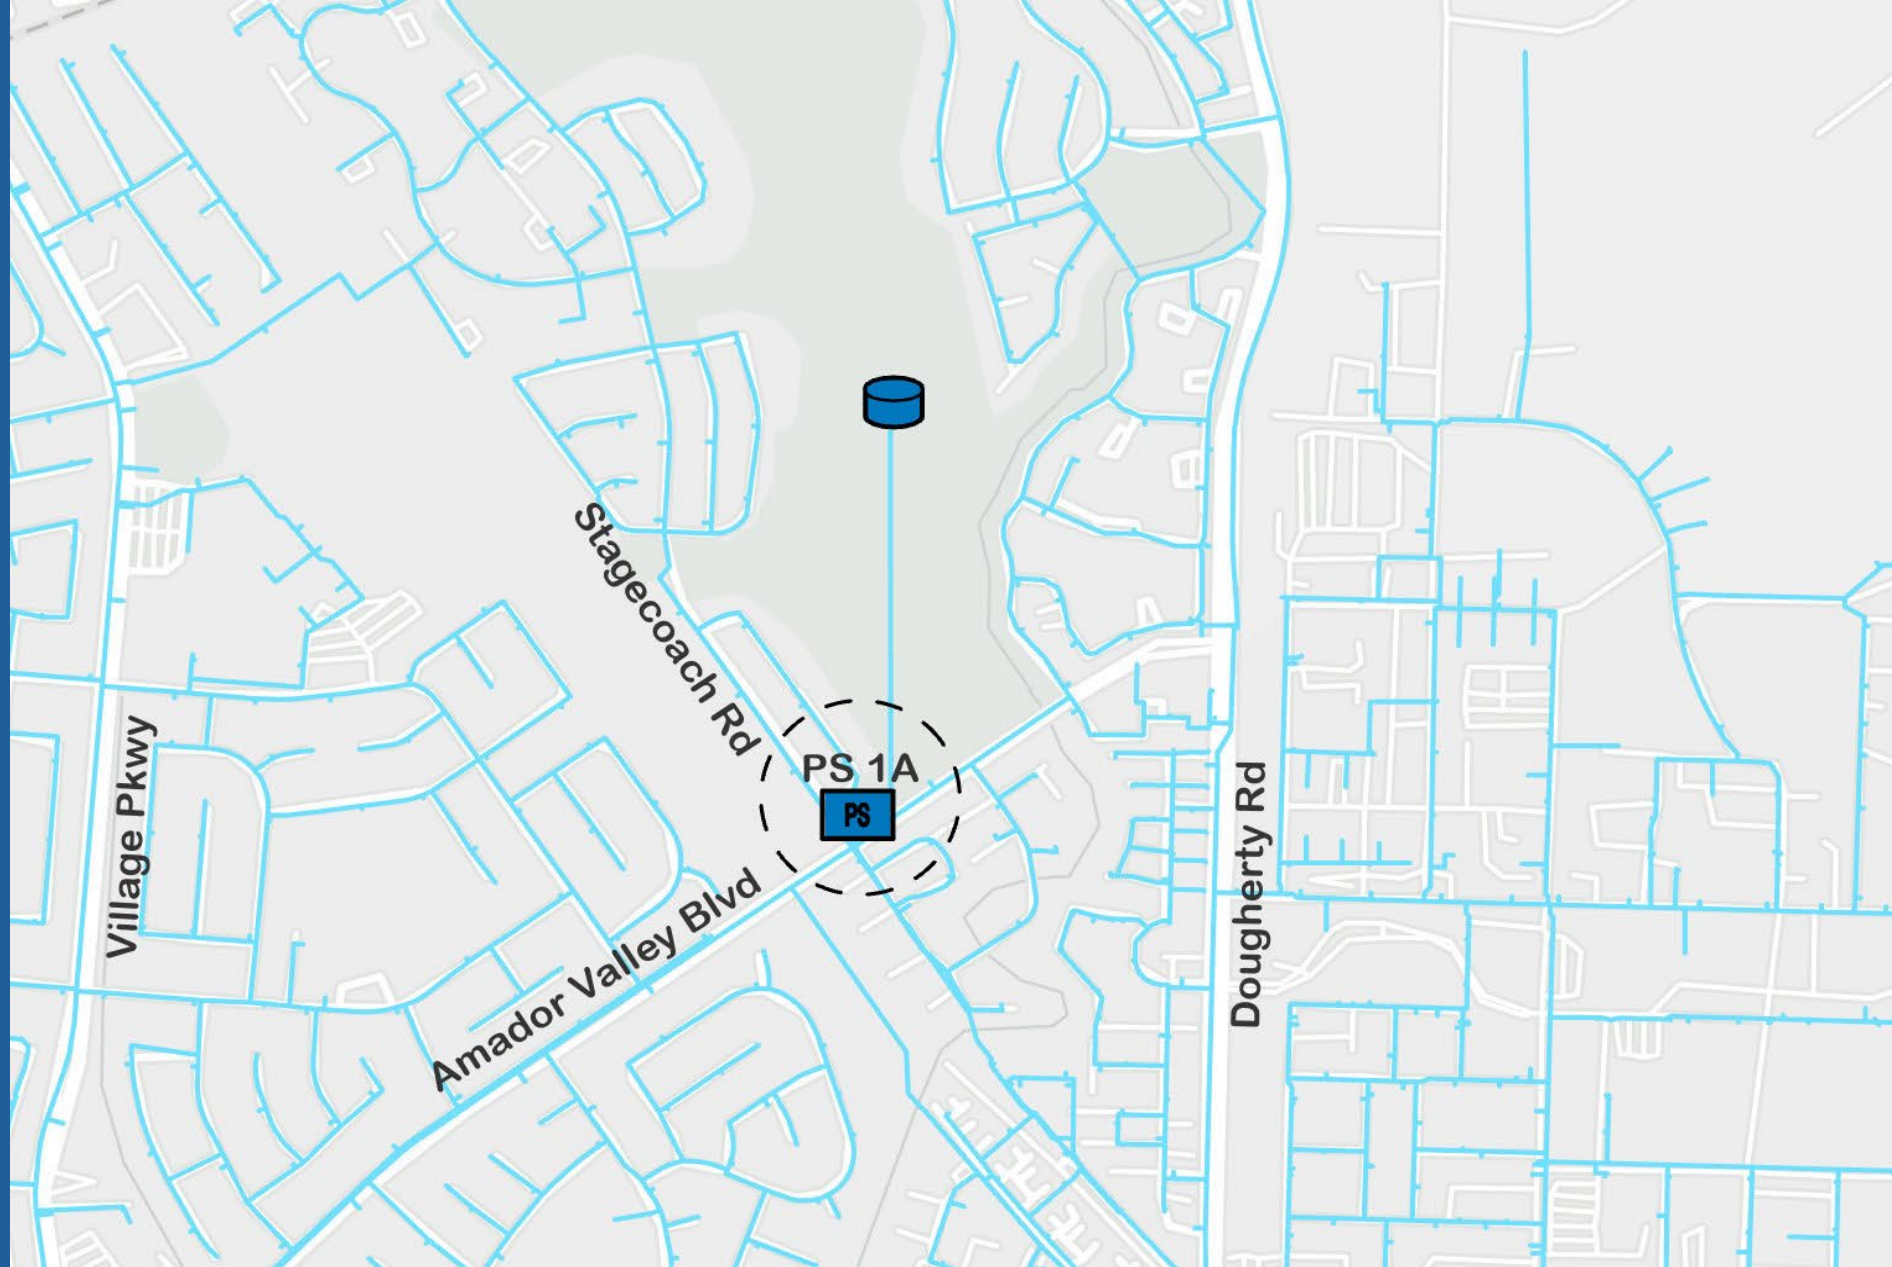 Stagecoach Rd
PS 1A
PS
Village Pkwy
Dougherty Rd
Amador Valley Blvd